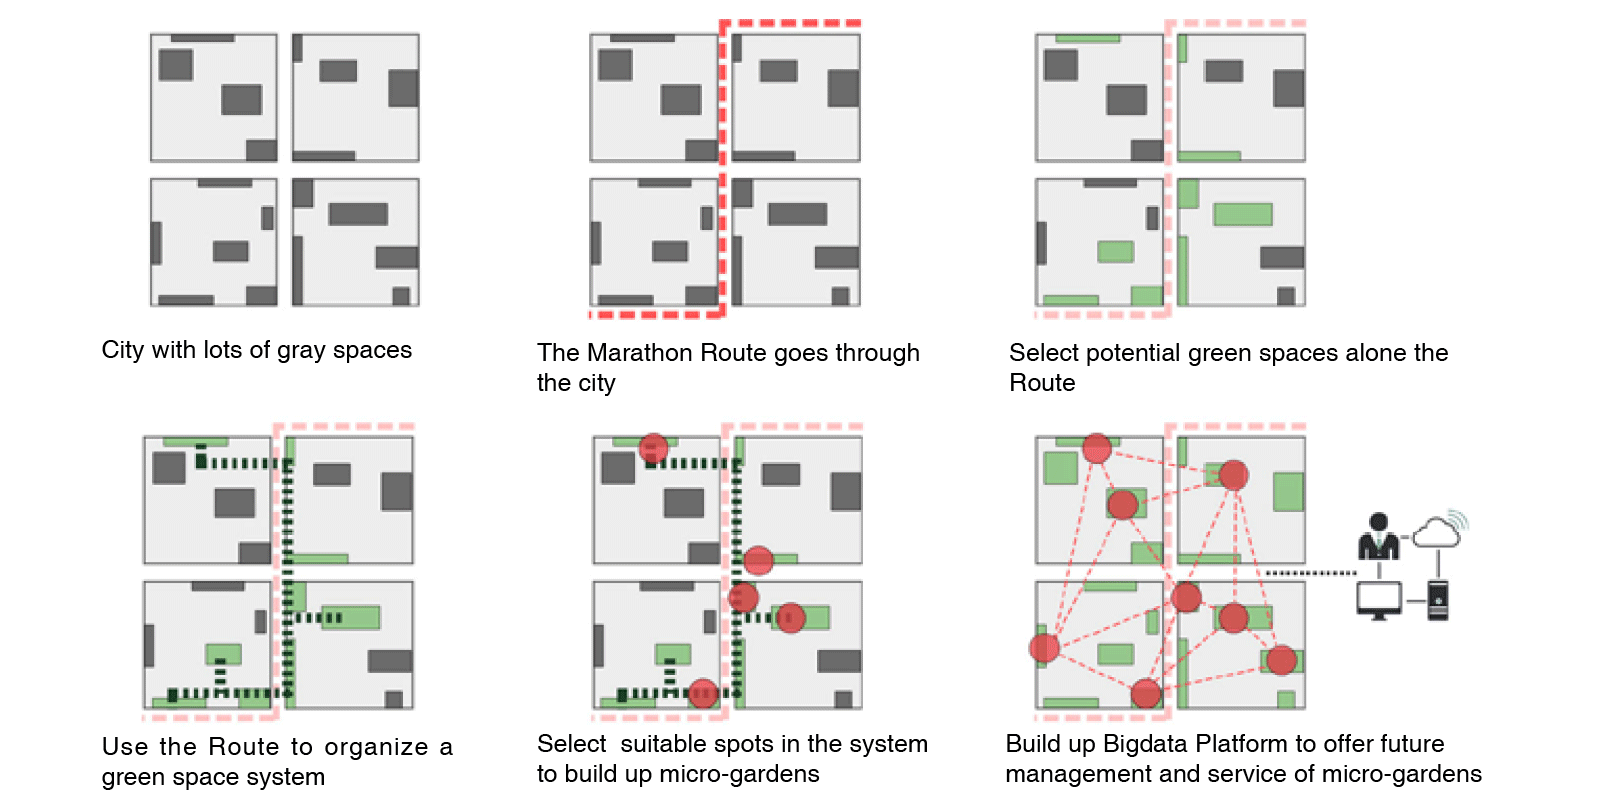 City with lots of gray spaces
The Marathon Route goes through
the city
Select potential green spaces alone the
Route
Use the Route to organize a
green space system
Select  suitable spots in the system
to build up micro-gardens
Build up Bigdata Platform to offer future
management and service of micro-gardens